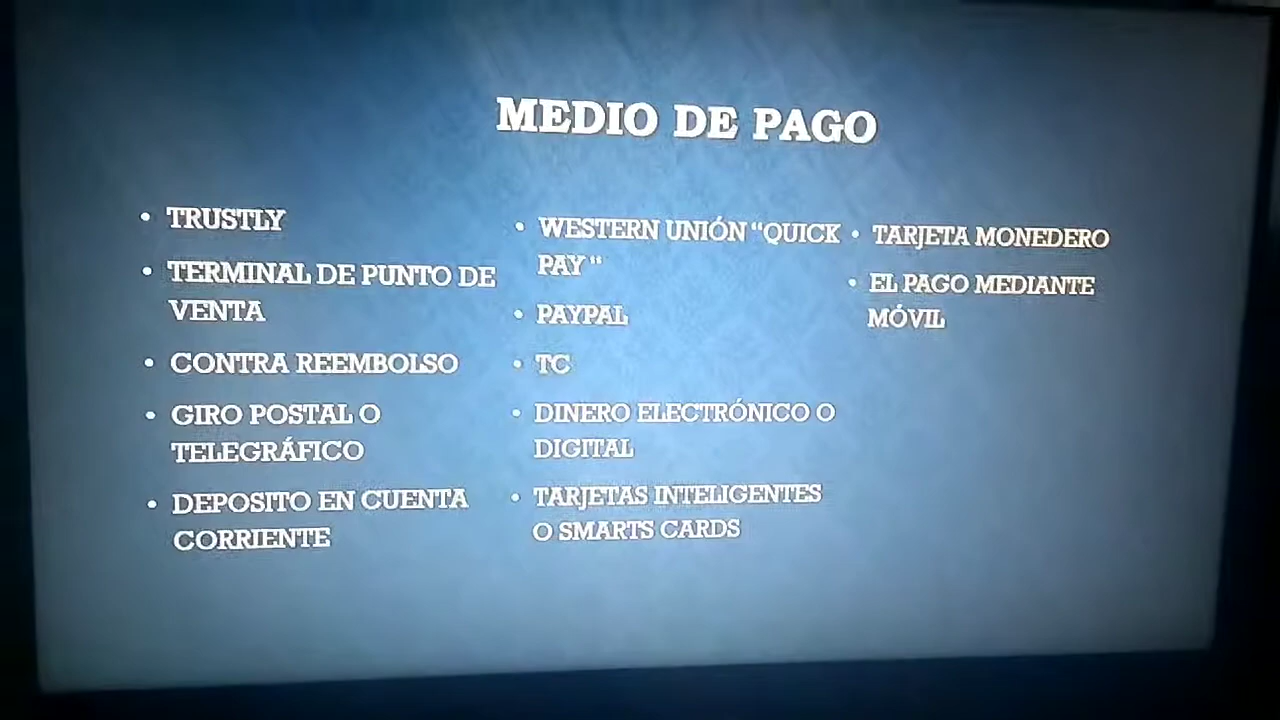 MEDIO DE PAGO
• TRUSTLY
• TERMINAL DE PUNTO DE
VENTA
• CONTRA REEMBOLSO
• GIRO POSTAL O
TELEGRÁFICO
• DEPOSITO EN CUENTA
CORRIENTE
• WESTERN UNIÓN "QUICK
PAY "
• PAYPAL
• TC
• DINERO ELECTRÓNICO O
DIGITAL
• TARJETAS INTELIGENTES
O SMARTS CARDS
• TARJETA MONEDERO
• EL PAGO MEDIANTE
MÓVIL